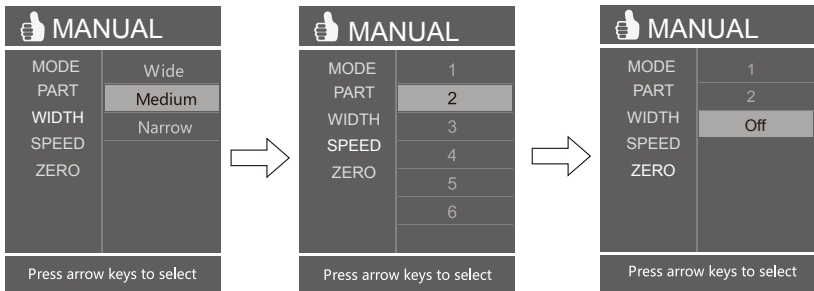 MANUAL
MODE
PART
WIDTH
SPEED
ZERO
Wide
Medium
Narrow
Press arrow keys to select
MANUAL
MODE
PART
WIDTH
SPEED
ZERO
1
2
3
4
5
6
Press arrow keys to select
MANUAL
MODE
PART
WIDTH
SPEED
ZERO
1
2
Off
Press arrow keys to select